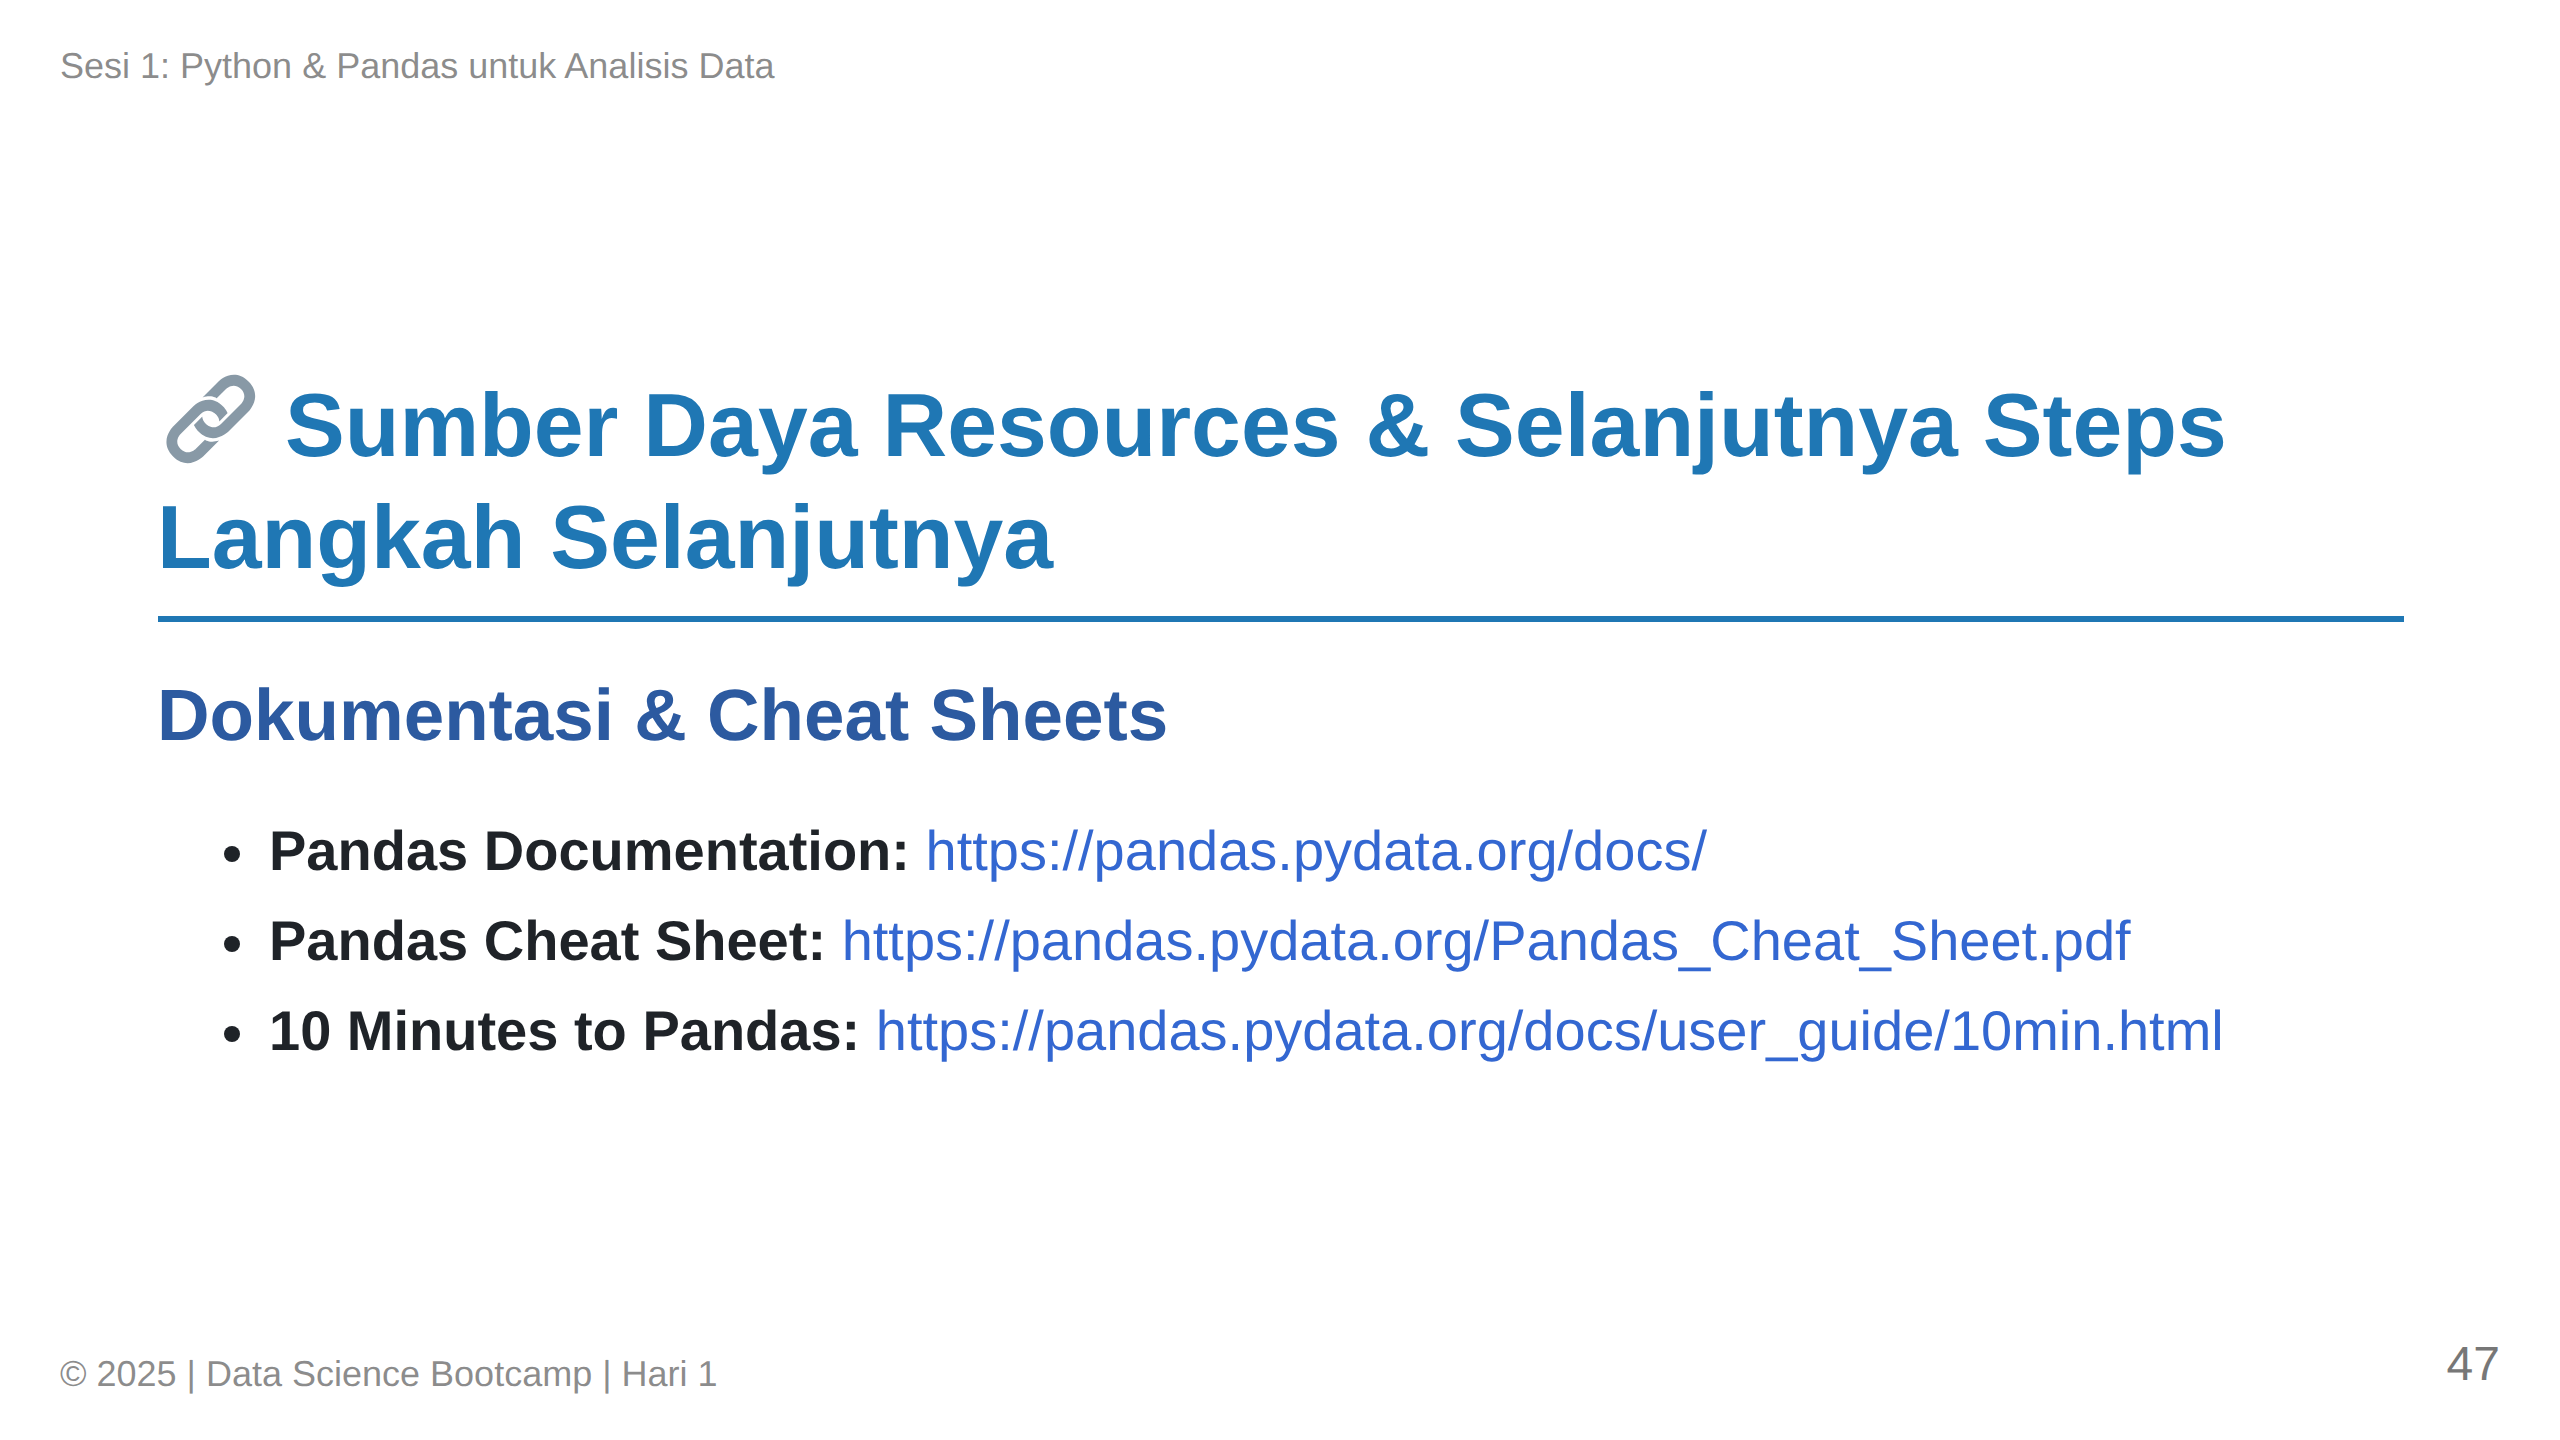 Sesi 1: Python & Pandas untuk Analisis Data
🔗 Sumber Daya Resources & Selanjutnya Steps
Langkah Selanjutnya
Dokumentasi & Cheat Sheets
• Pandas Documentation: https://pandas.pydata.org/docs/
• Pandas Cheat Sheet: https://pandas.pydata.org/Pandas_Cheat_Sheet.pdf
• 10 Minutes to Pandas: https://pandas.pydata.org/docs/user_guide/10min.html
© 2025 | Data Science Bootcamp | Hari 1
47